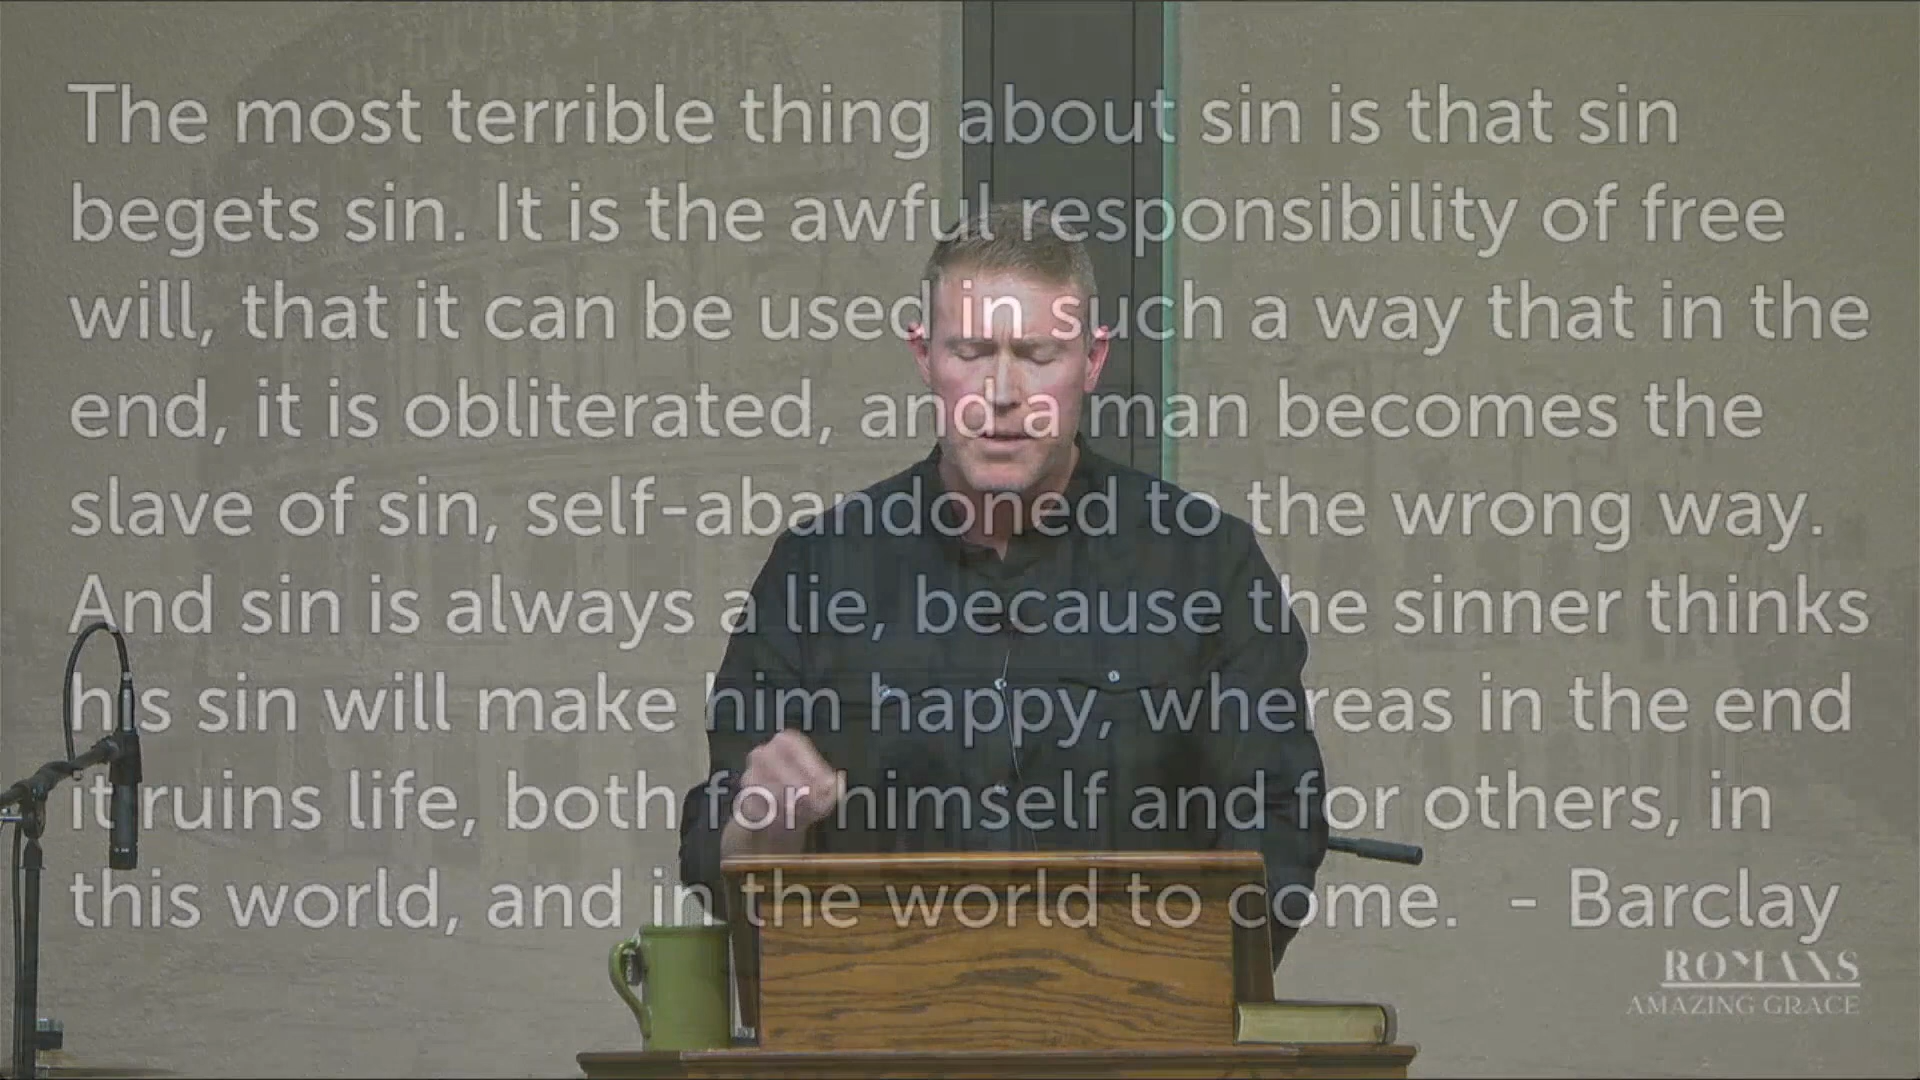 The most terrible thing about sin is that sin
begets sin. It is the awful responsibility of free
will, that it can be used in such a way that in the
end, it is obliterated, and a man becomes the
slave of sin, self-abandoned to the wrong way.
And sin is always a lie, because the sinner thinks
his sin will make him happy, whereas in the end
it ruins life, both for himself and for others, in
this world, and in the world to come. - Barclay
ROMANS
AMAZING GRACE